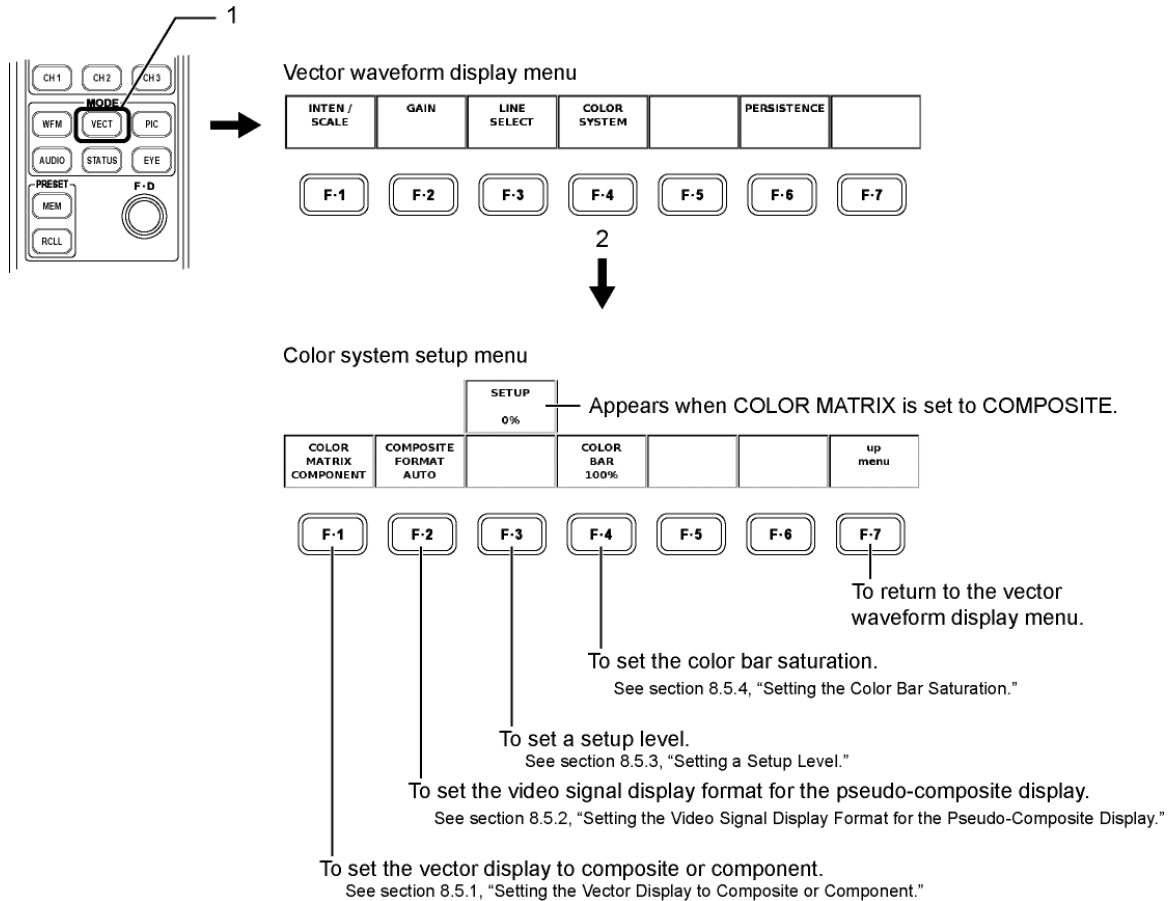 1
CH 1 CH 2 CH 3
MODE
WFM VECT PIC
AUDIO STATUS EYE
PRESET F·D
MEM
RCLL
Vector waveform display menu
INTEN / SCALE GAIN LINE SELECT COLOR SYSTEM PERSISTENCE
F·1 F·2 F·3 F·4 F·5 F·6 F·7
2
Color system setup menu
SETUP
0%
Appears when COLOR MATRIX is set to COMPOSITE.
COLOR MATRIX COMPONENT COMPOSITE FORMAT AUTO COLOR BAR 100% up menu
F·1 F·2 F·3 F·4 F·5 F·6 F·7
To return to the vector
waveform display menu.
To set the color bar saturation.
See section 8.5.4, “Setting the Color Bar Saturation.”
To set a setup level.
See section 8.5.3, “Setting a Setup Level.”
To set the video signal display format for the pseudo-composite display.
See section 8.5.2, “Setting the Video Signal Display Format for the Pseudo-Composite Display.”
To set the vector display to composite or component.
See section 8.5.1, “Setting the Vector Display to Composite or Component.”